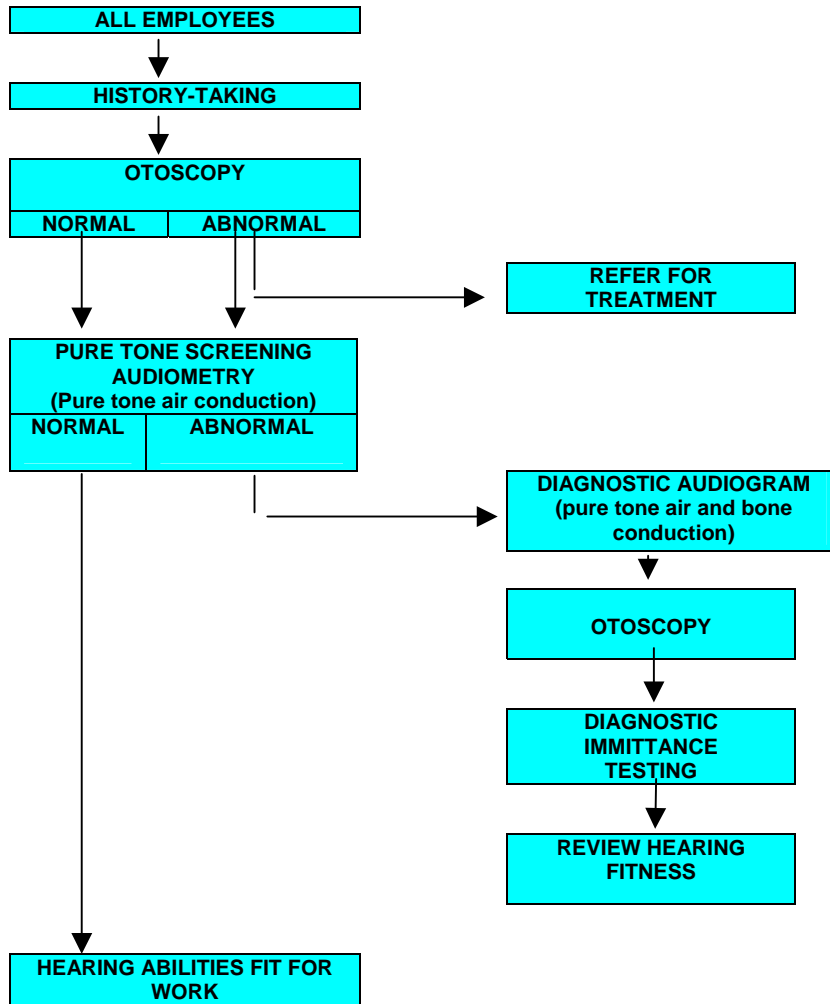 ALL EMPLOYEES
HISTORY-TAKING
OTOSCOPY
NORMAL ABNORMAL
REFER FOR
TREATMENT
PURE TONE SCREENING
AUDIOMETRY
(Pure tone air conduction)
NORMAL ABNORMAL
DIAGNOSTIC AUDIOGRAM
(pure tone air and bone
conduction)
OTOSCOPY
DIAGNOSTIC
IMMITTANCE
TESTING
REVIEW HEARING
FITNESS
HEARING ABILITIES FIT FOR
WORK